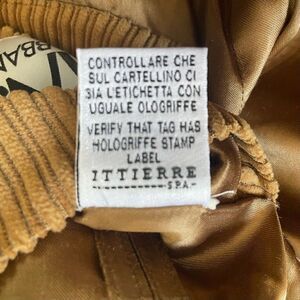 CONTROLLARE CHE
SUL CARTELLINO CI
SIA L'ETICHETTA CON
UGUALE OLOGRIFFE
VERIFY THAT TAG HAS
HOLOGRIFFE STAMP
LABEL
ITTIERRE
S.P.A.